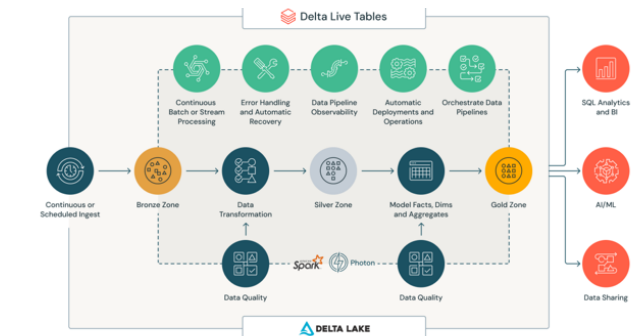 Delta Live Tables
Continuous
Batch or Stream
Processing
Error Handling
and Automatic
Recovery
Data Pipeline
Observability
Automatic
Deployments and
Operations
Orchestrate Data
Pipelines
SQL Analytics
and BI
Continuous or
Scheduled Ingest
Bronze Zone
Data
Transformation
Silver Zone
Model Facts, Dims
and Aggregates
Gold Zone
AI/ML
Spark
Photon
Data Quality
Data Quality
Data Sharing
DELTA LAKE